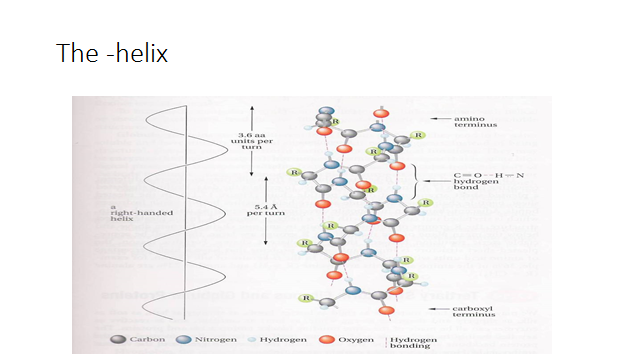 The -helix
amino
terminus
3.6 aa
units per
turn
C=O--H-N
hydrogen
bond
5.4 Å
per turn
a
right-handed
helix
carboxyl
terminus
R
R
R
R
R
R
R
R
R
R
R
Carbon
Nitrogen
Hydrogen
Oxygen
Hydrogen
bonding